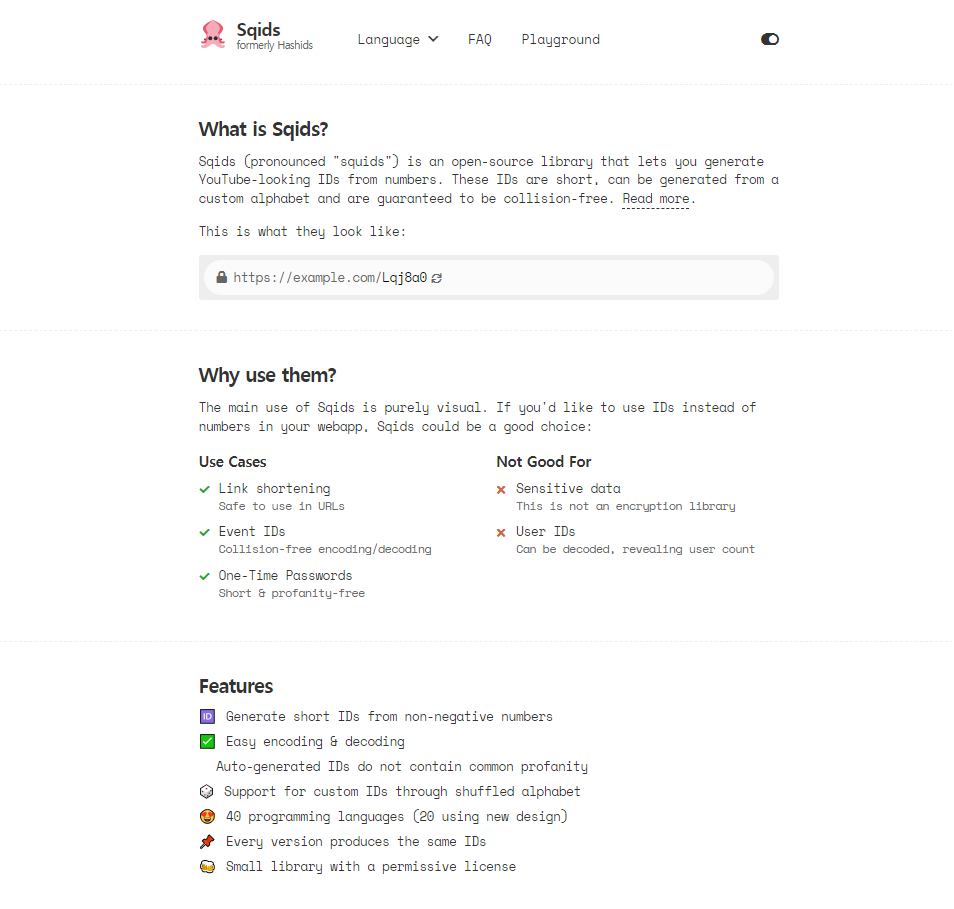 Sqids
formerly Hashids
Language
FAQ
Playground
What is Sqids?
Sqids (pronounced "squids") is an open-source library that lets you generate
YouTube-looking IDs from numbers. These IDs are short, can be generated from a
custom alphabet and are guaranteed to be collision-free. Read more.
This is what they look like:
https://example.com/Lqj8a0
Why use them?
The main use of Sqids is purely visual. If you'd like to use IDs instead of
numbers in your webapp, Sqids could be a good choice:
Use Cases
Link shortening
Safe to use in URLs
Event IDs
Collision-free encoding/decoding
One-Time Passwords
Short & profanity-free
Not Good For
Sensitive data
This is not an encryption library
User IDs
Can be decoded, revealing user count
Features
ID Generate short IDs from non-negative numbers
Easy encoding & decoding
Auto-generated IDs do not contain common profanity
Support for custom IDs through shuffled alphabet
40 programming languages (20 using new design)
Every version produces the same IDs
Small library with a permissive license